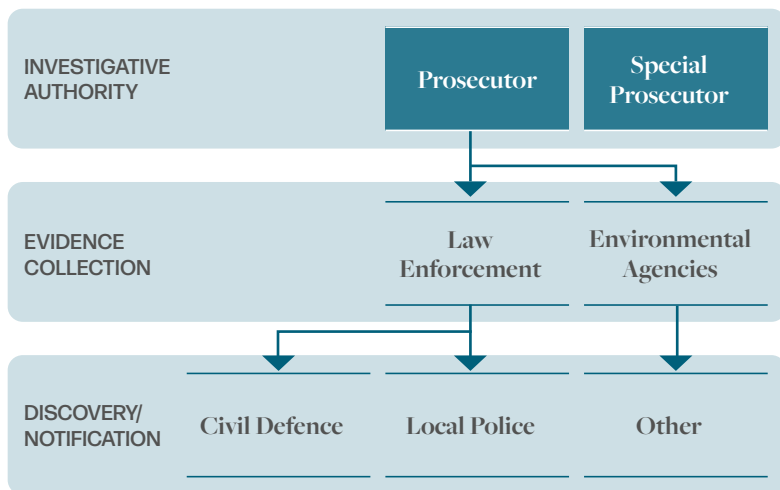 INVESTIGATIVE
AUTHORITY
Prosecutor
Special
Prosecutor
EVIDENCE
COLLECTION
Law
Enforcement
Environmental
Agencies
DISCOVERY/
NOTIFICATION
Civil Defence
Local Police
Other